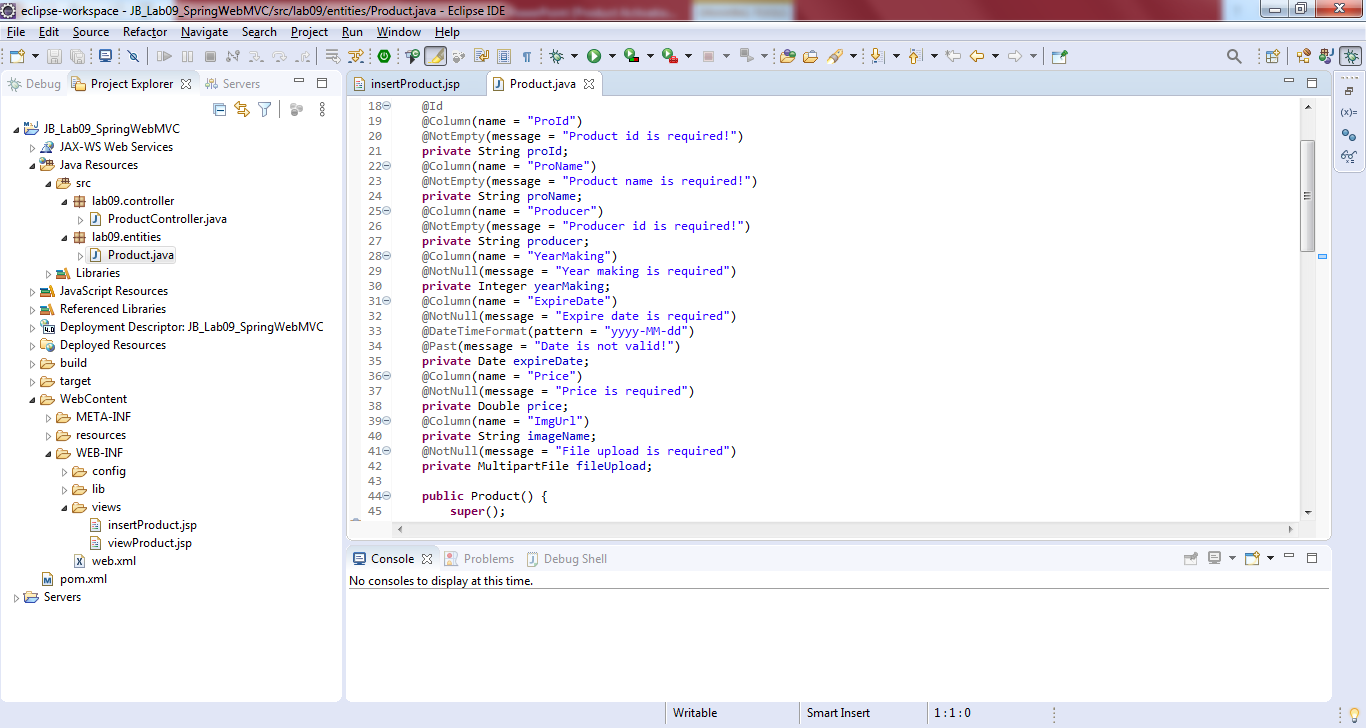 eclipse-workspace - JB_Lab09_SpringWebMVC/src/lab09/entities/Product.java - Eclipse IDE
File Edit Source Refactor Navigate Search Project Run Window Help
Debug Project Explorer Servers
JB_Lab09_SpringWebMVC
JAX-WS Web Services
Java Resources
src
lab09.controller
ProductController.java
lab09.entities
Product.java
Libraries
JavaScript Resources
Referenced Libraries
Deployment Descriptor: JB_Lab09_SpringWebMVC
Deployed Resources
build
target
WebContent
META-INF
resources
WEB-INF
config
lib
views
insertProduct.jsp
viewProduct.jsp
web.xml
pom.xml
Servers
insertProduct.jsp Product.java
18 @Id
19 @Column(name = "ProId")
20 @NotEmpty(message = "Product id is required!")
21 private String proId;
22 @Column(name = "ProName")
23 @NotEmpty(message = "Product name is required!")
24 private String proName;
25 @Column(name = "Producer")
26 @NotEmpty(message = "Producer id is required!")
27 private String producer;
28 @Column(name = "YearMaking")
29 @NotNull(message = "Year making is required")
30 private Integer yearMaking;
31 @Column(name = "ExpireDate")
32 @NotNull(message = "Expire date is required")
33 @DateTimeFormat(pattern = "yyyy-MM-dd")
34 @Past(message = "Date is not valid!")
35 private Date expireDate;
36 @Column(name = "Price")
37 @NotNull(message = "Price is required")
38 private Double price;
39 @Column(name = "ImgUrl")
40 private String imageName;
41 @NotNull(message = "File upload is required")
42 private MultipartFile fileUpload;
43
44 public Product() {
45 super();
Console Problems Debug Shell
No consoles to display at this time.
Writable Smart Insert 1 : 1 : 0